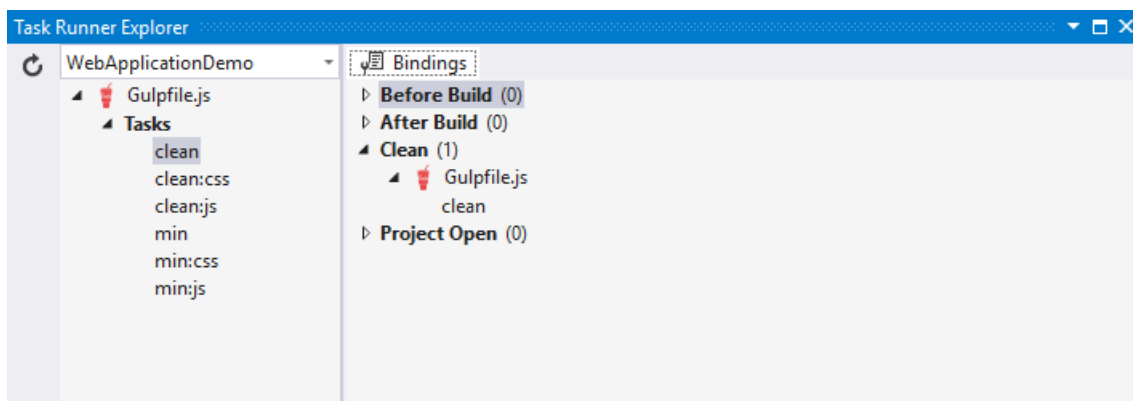 Task Runner Explorer
WebApplicationDemo
Gulpfile.js
Tasks
clean
clean:css
clean:js
min
min:css
min:js
Bindings
Before Build (0)
After Build (0)
Clean (1)
Gulpfile.js
clean
Project Open (0)